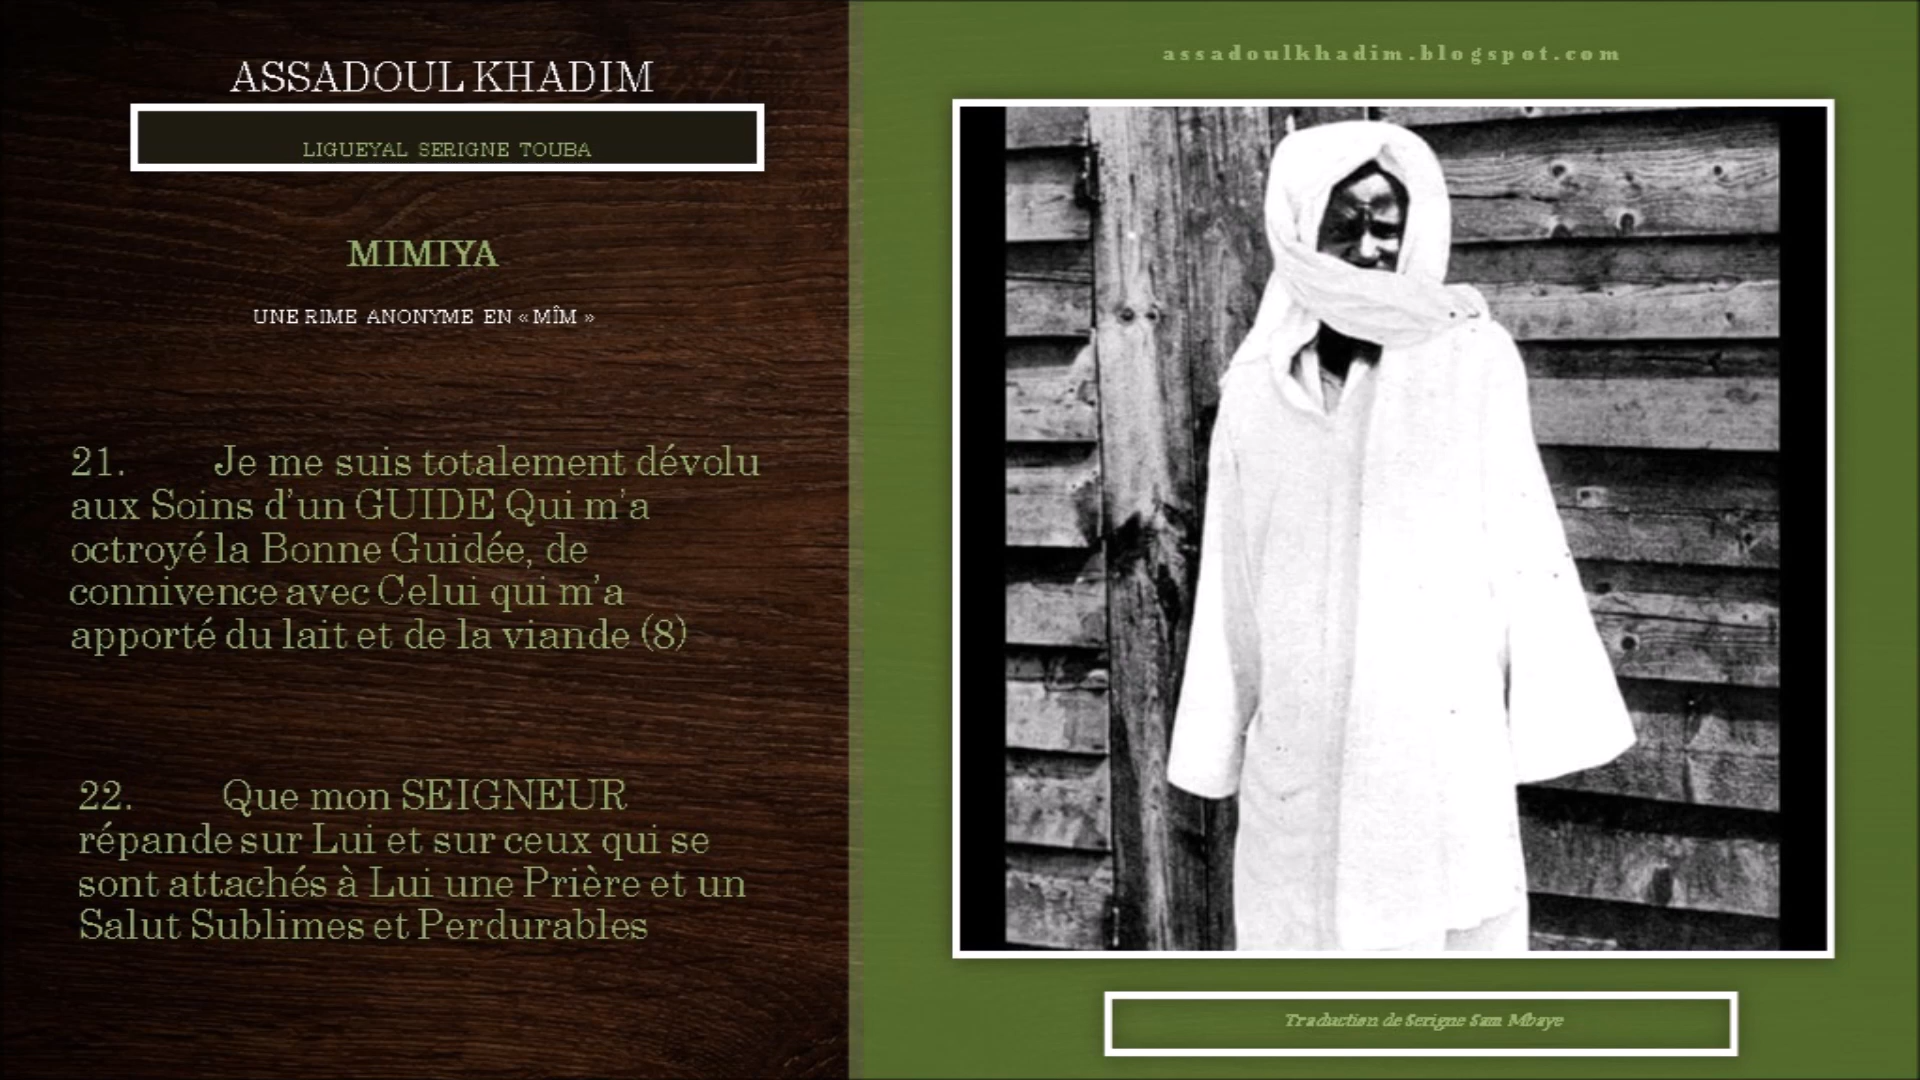 ASSADOUL KHADIM
LIGUEYAL SERIGNE TOUBA
MIMIYA
UNE RIME ANONYME EN « MÎM »
21. Je me suis totalement dévolu
aux Soins d’un GUIDE Qui m’a
octroyé la Bonne Guidée, de
connivence avec Celui qui m’a
apporté du lait et de la viande (8)
22. Que mon SEIGNEUR
répande sur Lui et sur ceux qui se
sont attachés à Lui une Prière et un
Salut Sublimes et Perdurables
assadoulkhadim.blogspot.com
Traduction de Serigne Sam Mbaye